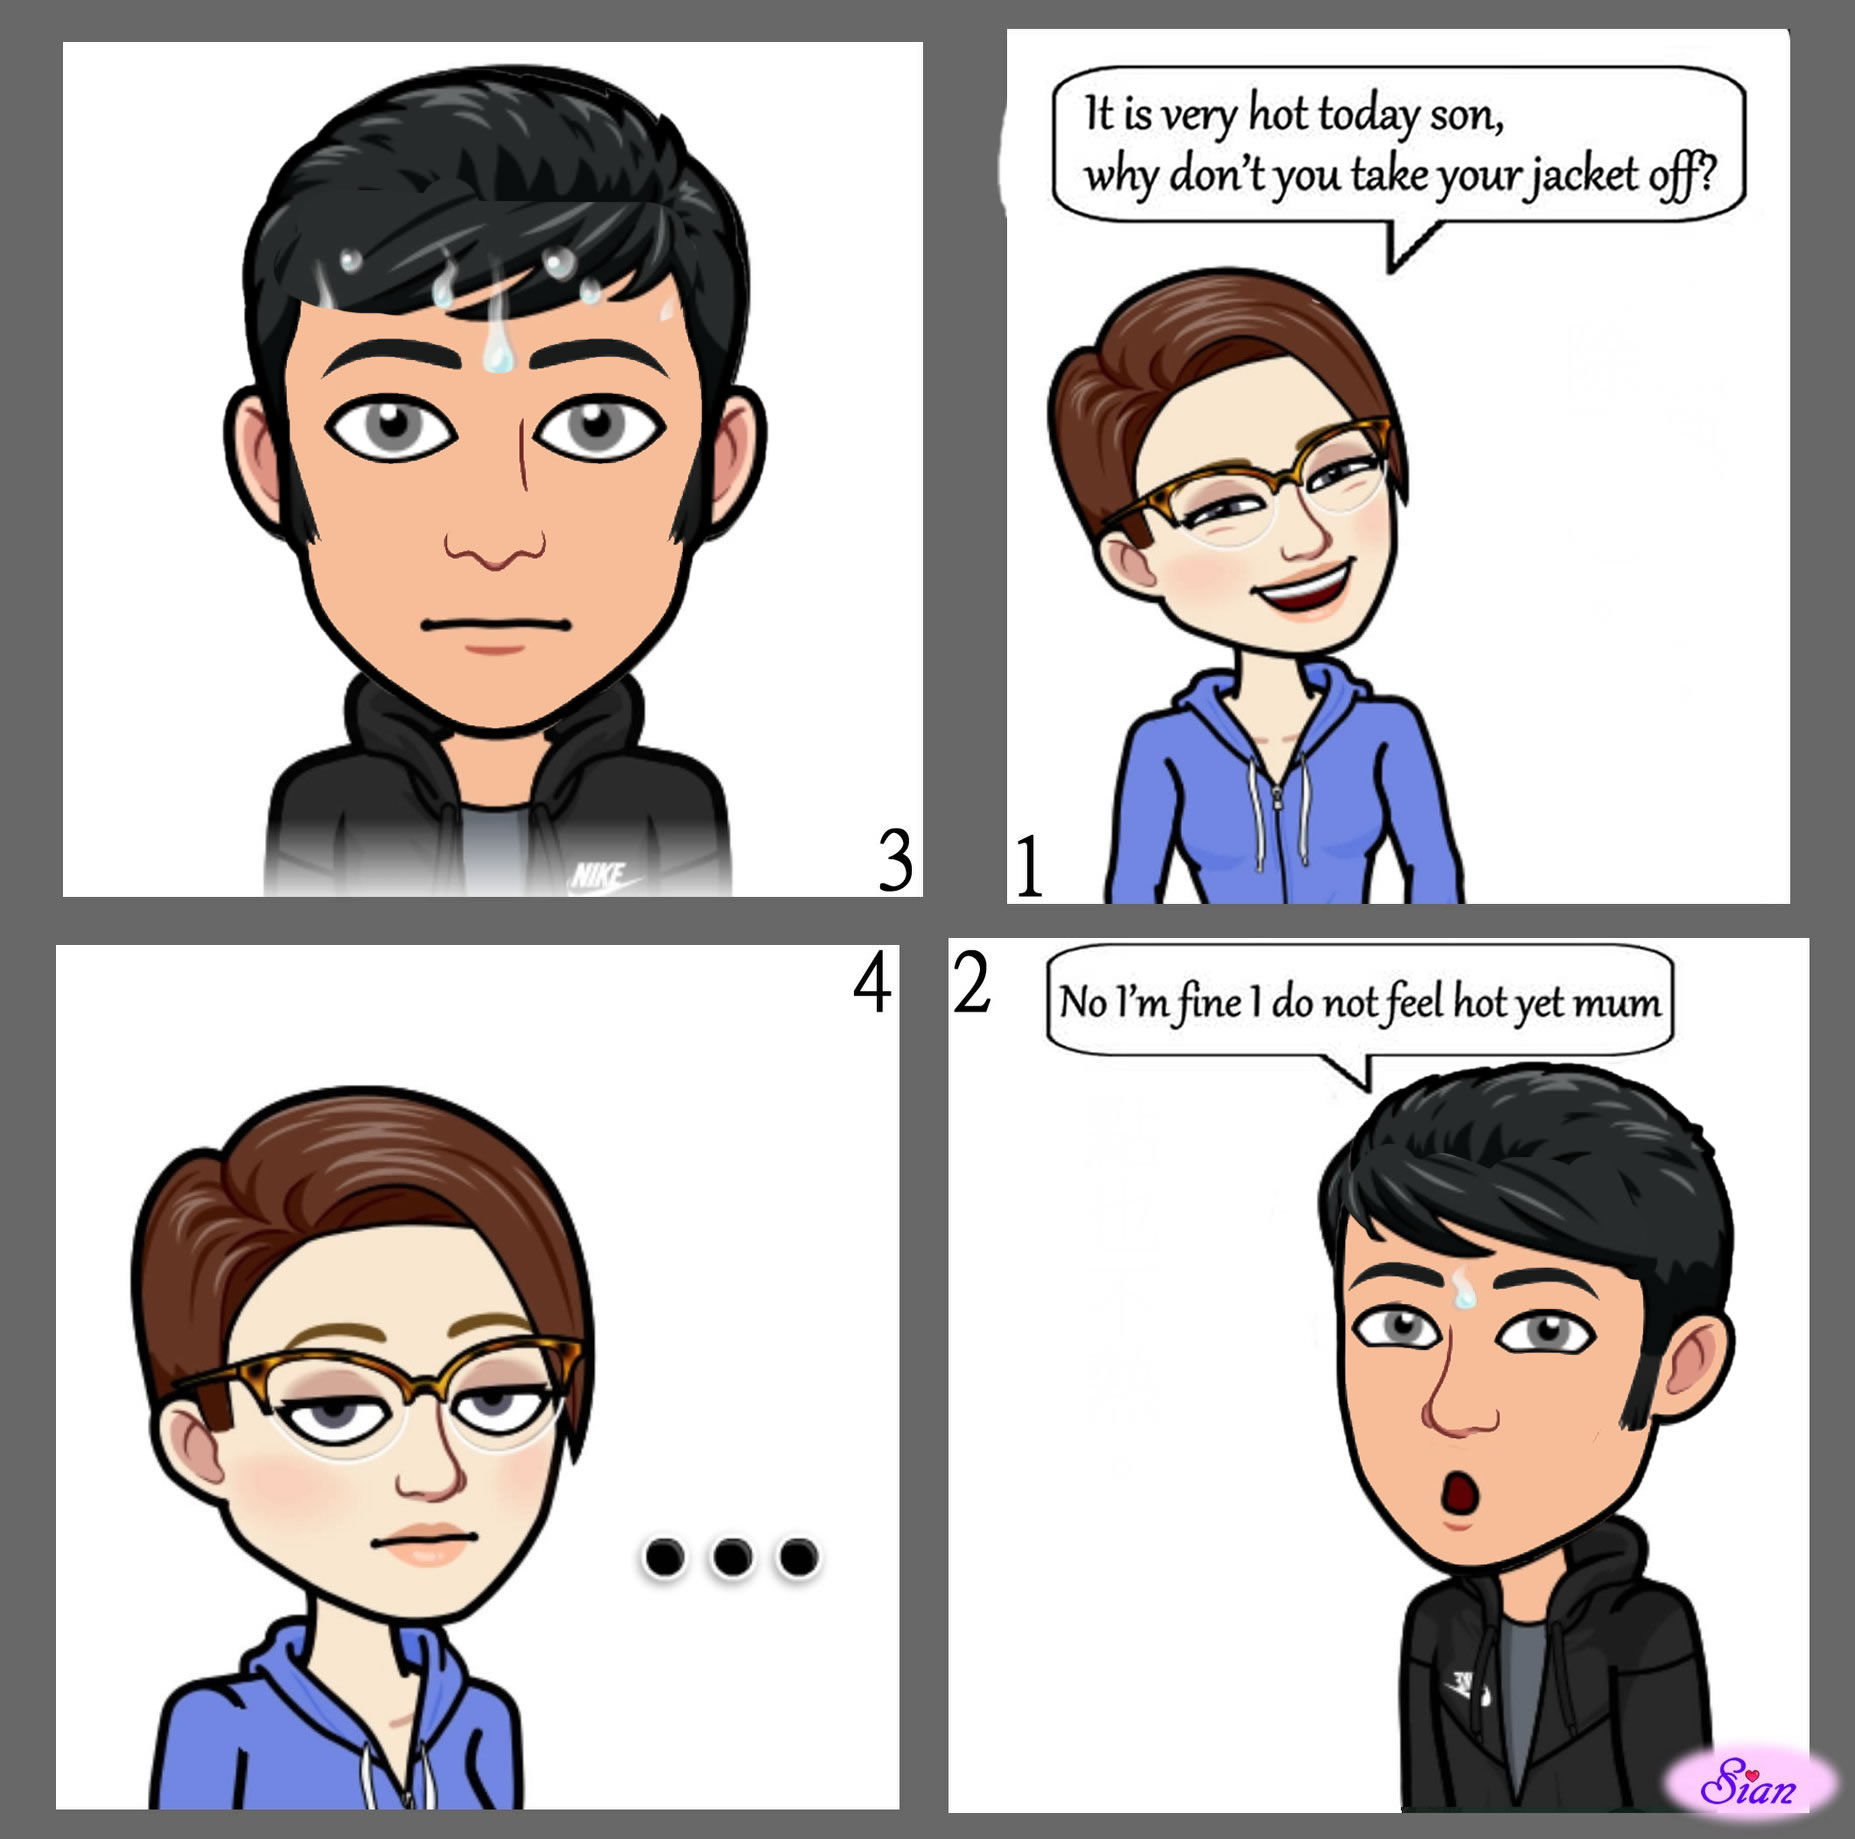 It is very hot today son,
why don't you take your jacket off?
1
No I'm fine I do not feel hot yet mum
2
NIKE
3
4
Sian